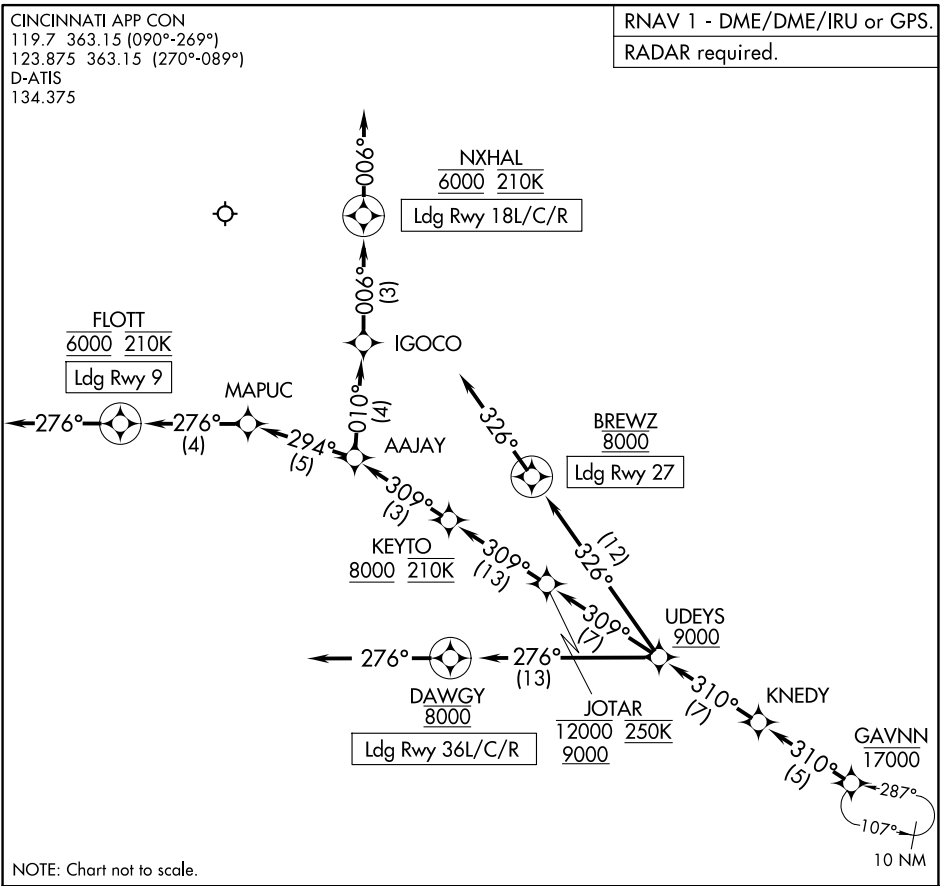 CINCINNATI APP CON
119.7 363.15 (090°-269°)
123.875 363.15 (270°-089°)
D-ATIS
134.375
RNAV 1 - DME/DME/IRU or GPS.
RADAR required.
006°
NXHAL
6000 210K
Ldg Rwy 18L/C/R
006°
(3)
IGOCO
FLOTT
6000 210K
Ldg Rwy 9
MAPUC
010°
(4)
276°
276°
(4)
294°
(5)
AAJAY
326°
BREWZ
8000
Ldg Rwy 27
309°
(3)
KEYTO
8000 210K
309°
(13)
(12)
326°
309°
(7)
UDEYS
9000
276°
276°
(13)
DAWGY
8000
Ldg Rwy 36L/C/R
JOTAR
12000 250K
9000
310°
(7)
KNEDY
310°
(5)
GAVNN
17000
287°
107°
10 NM
NOTE: Chart not to scale.